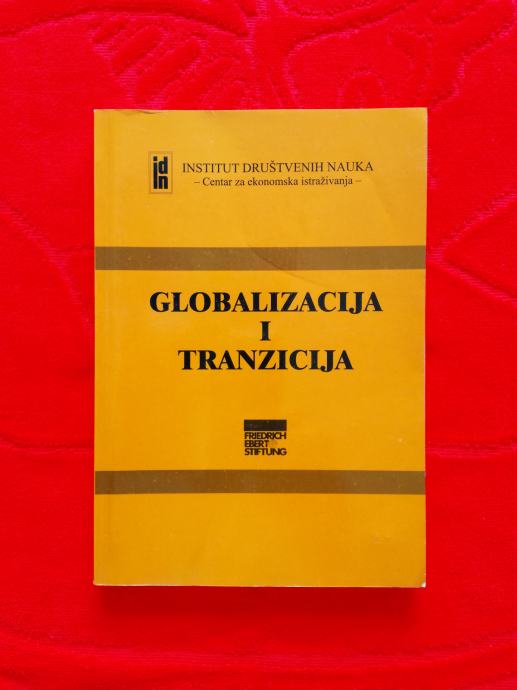 idn
INSTITUT DRUŠTVENIH NAUKA
– Centar za ekonomska istraživanja –
GLOBALIZACIJA
I
TRANZICIJA
FRIEDRICH
EBERT
STIFTUNG